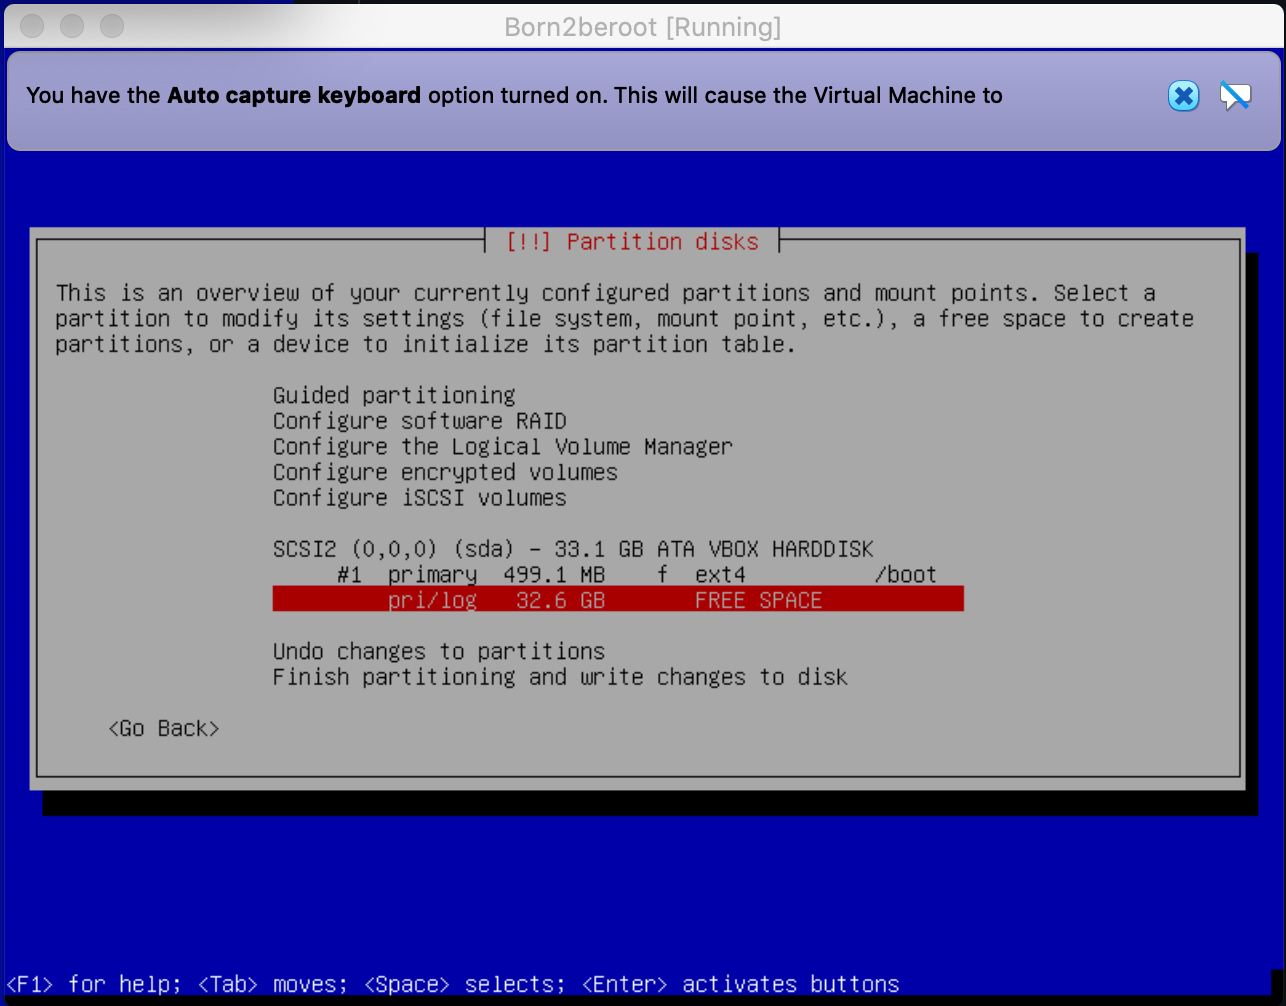 Born2beroot [Running]
You have the Auto capture keyboard option turned on. This will cause the Virtual Machine to
[!!] Partition disks
This is an overview of your currently configured partitions and mount points. Select a
partition to modify its settings (file system, mount point, etc.), a free space to create
partitions, or a device to initialize its partition table.
Guided partitioning
Configure software RAID
Configure the Logical Volume Manager
Configure encrypted volumes
Configure iSCSI volumes
SCSI2 (0,0,0) (sda) - 33.1 GB ATA VBOX HARDDISK
#1 primary 499.1 MB f ext4 /boot
pri/log 32.6 GB FREE SPACE
Undo changes to partitions
Finish partitioning and write changes to disk
<Go Back>
<F1> for help; <Tab> moves; <Space> selects; <Enter> activates buttons